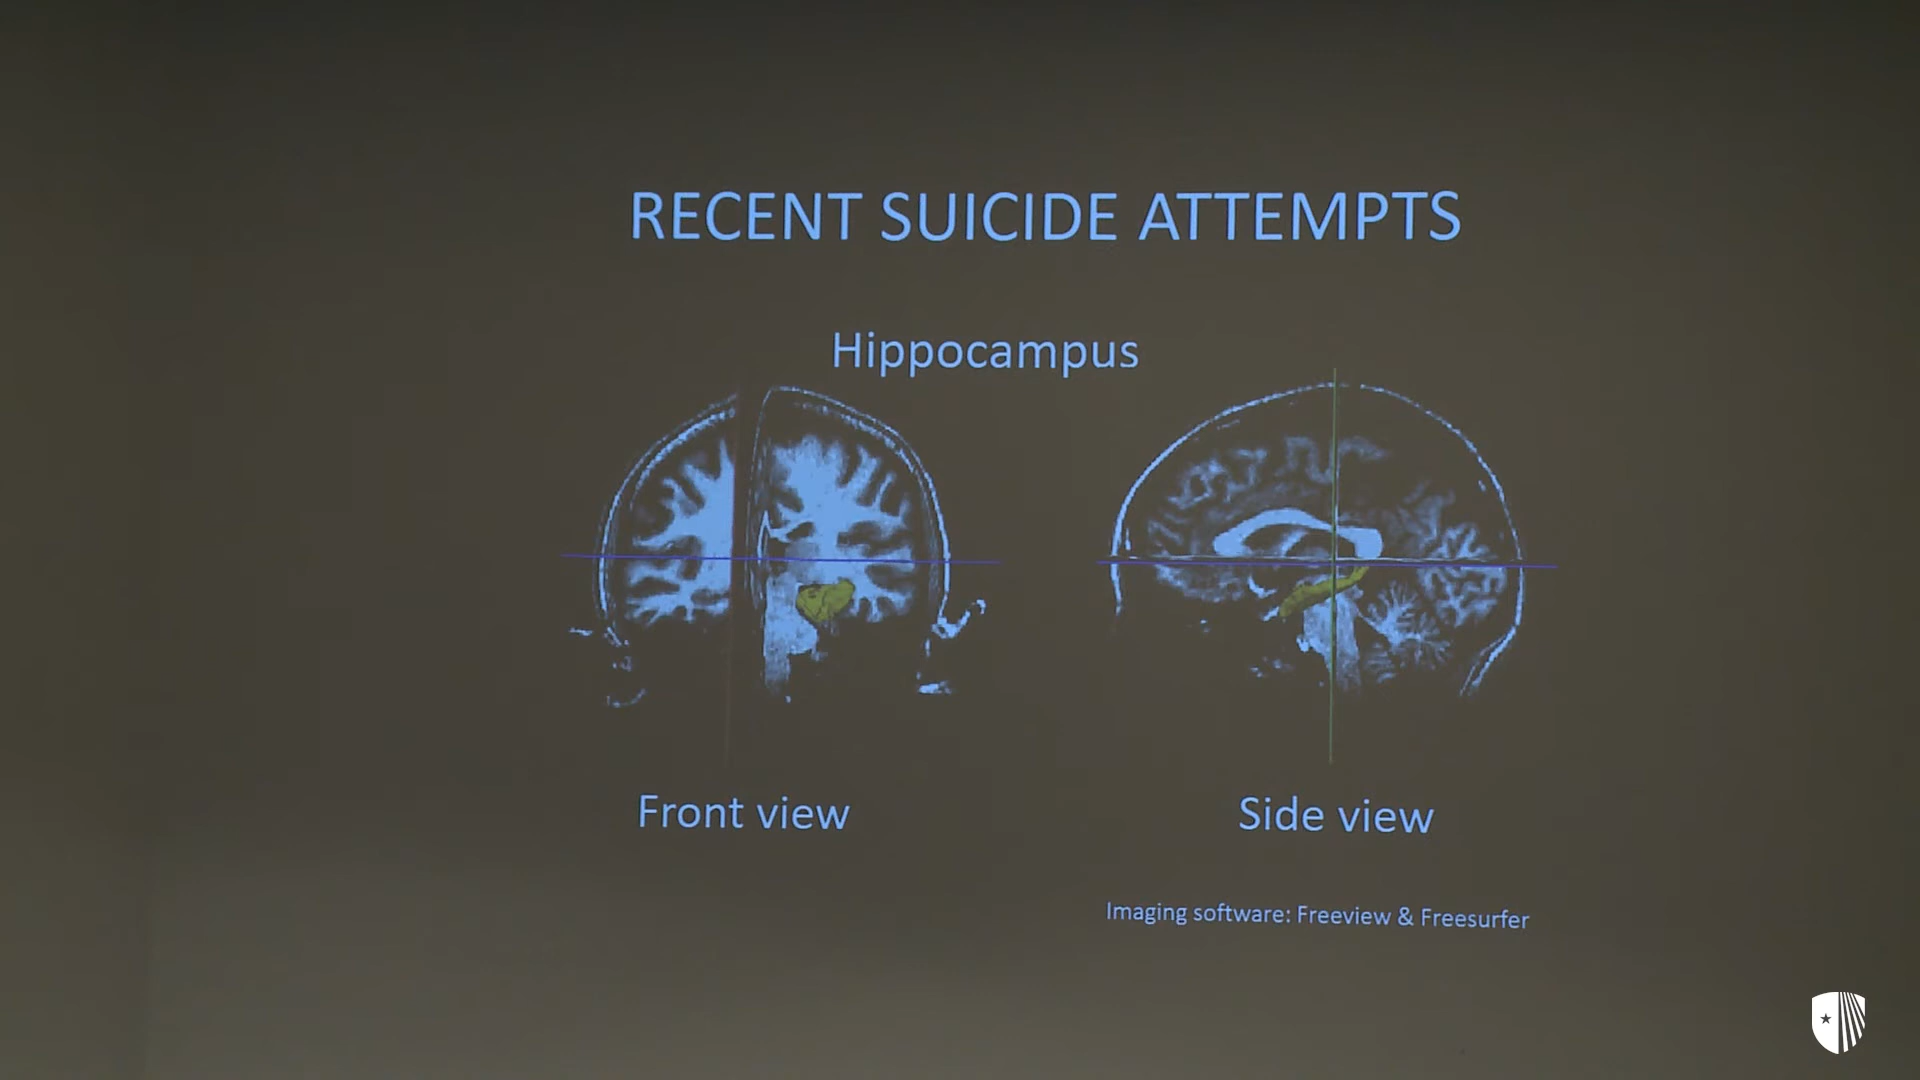 RECENT SUICIDE ATTEMPTS
Hippocampus
Front view
Side view
Imaging software: Freeview & Freesurfer